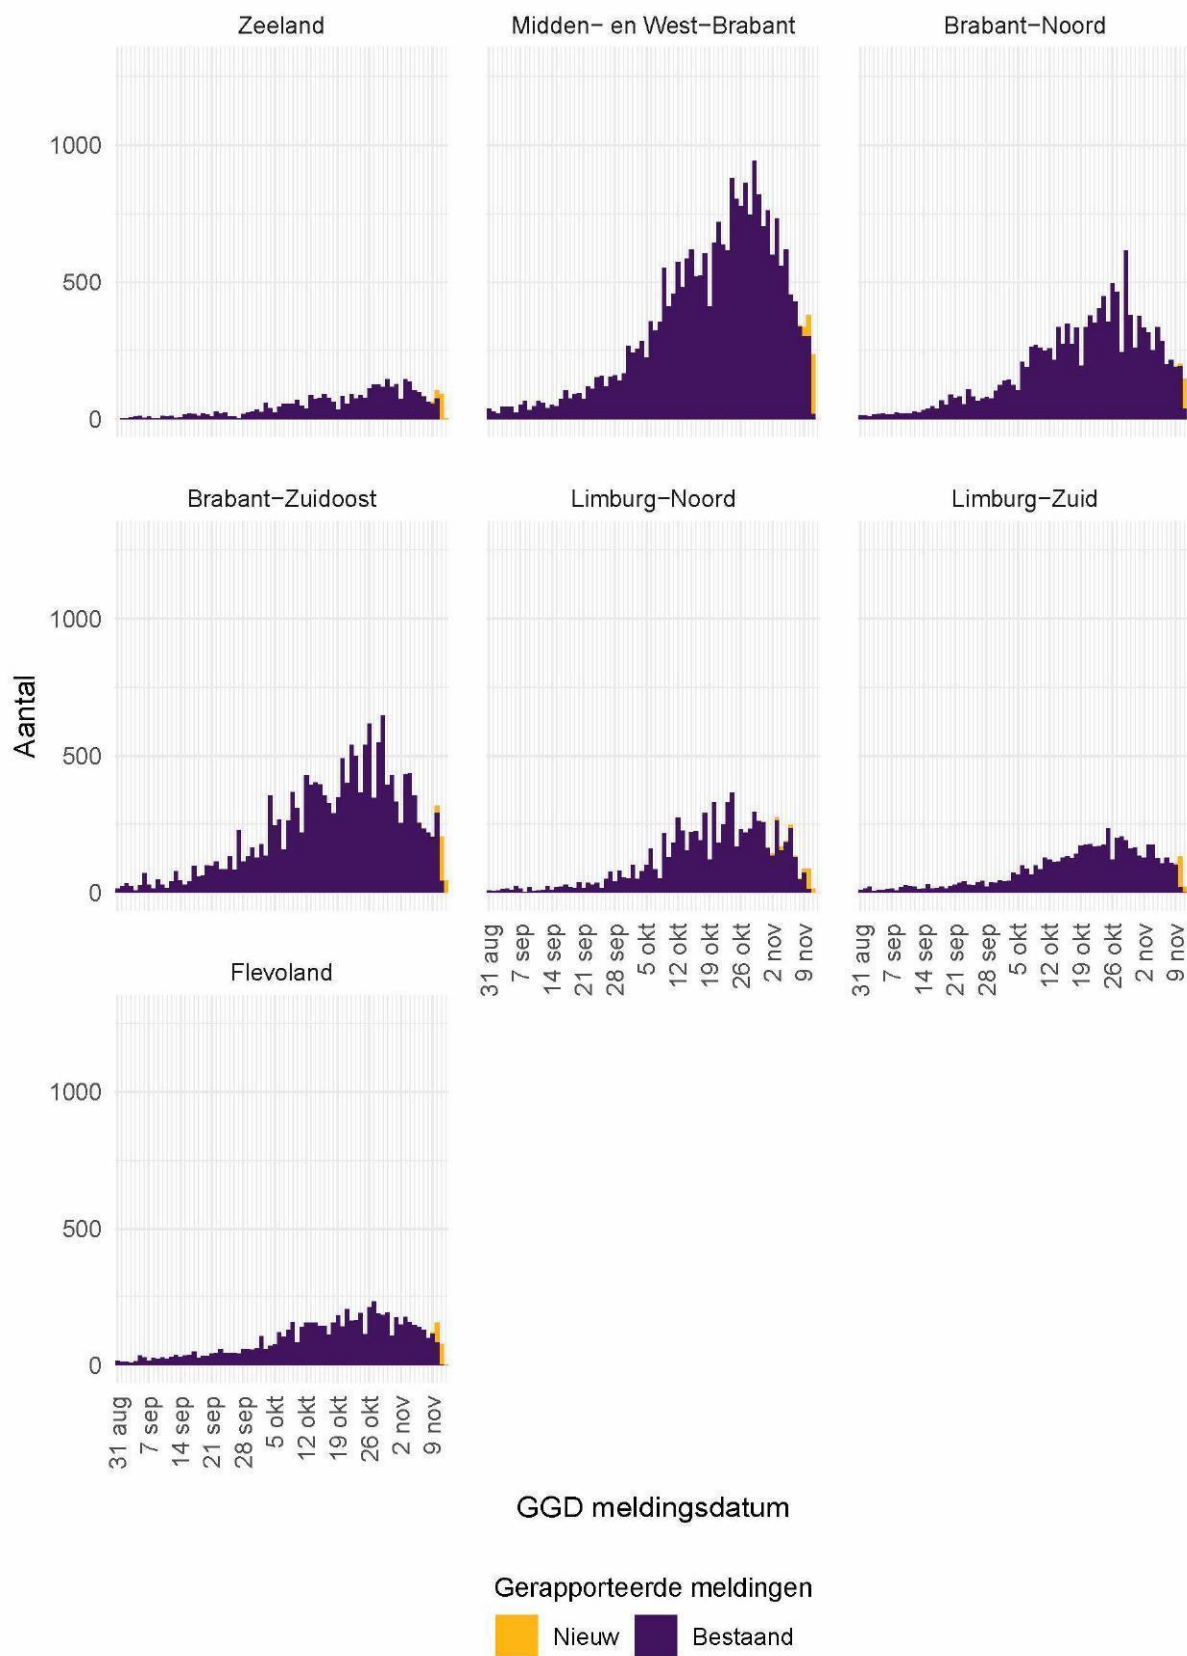 Zeeland
Midden- en West-Brabant
Brabant-Noord
1000
500
0
Brabant-Zuidoost
Limburg-Noord
Limburg-Zuid
Aantal
1000
500
0
31 aug
7 sep
14 sep
21 sep
28 sep
5 okt
12 okt
19 okt
26 okt
2 nov
9 nov
31 aug
7 sep
14 sep
21 sep
28 sep
5 okt
12 okt
19 okt
26 okt
2 nov
9 nov
Flevoland
1000
500
0
31 aug
7 sep
14 sep
21 sep
28 sep
5 okt
12 okt
19 okt
26 okt
2 nov
9 nov
GGD meldingsdatum
Gerapporteerde meldingen
Nieuw
Bestaand